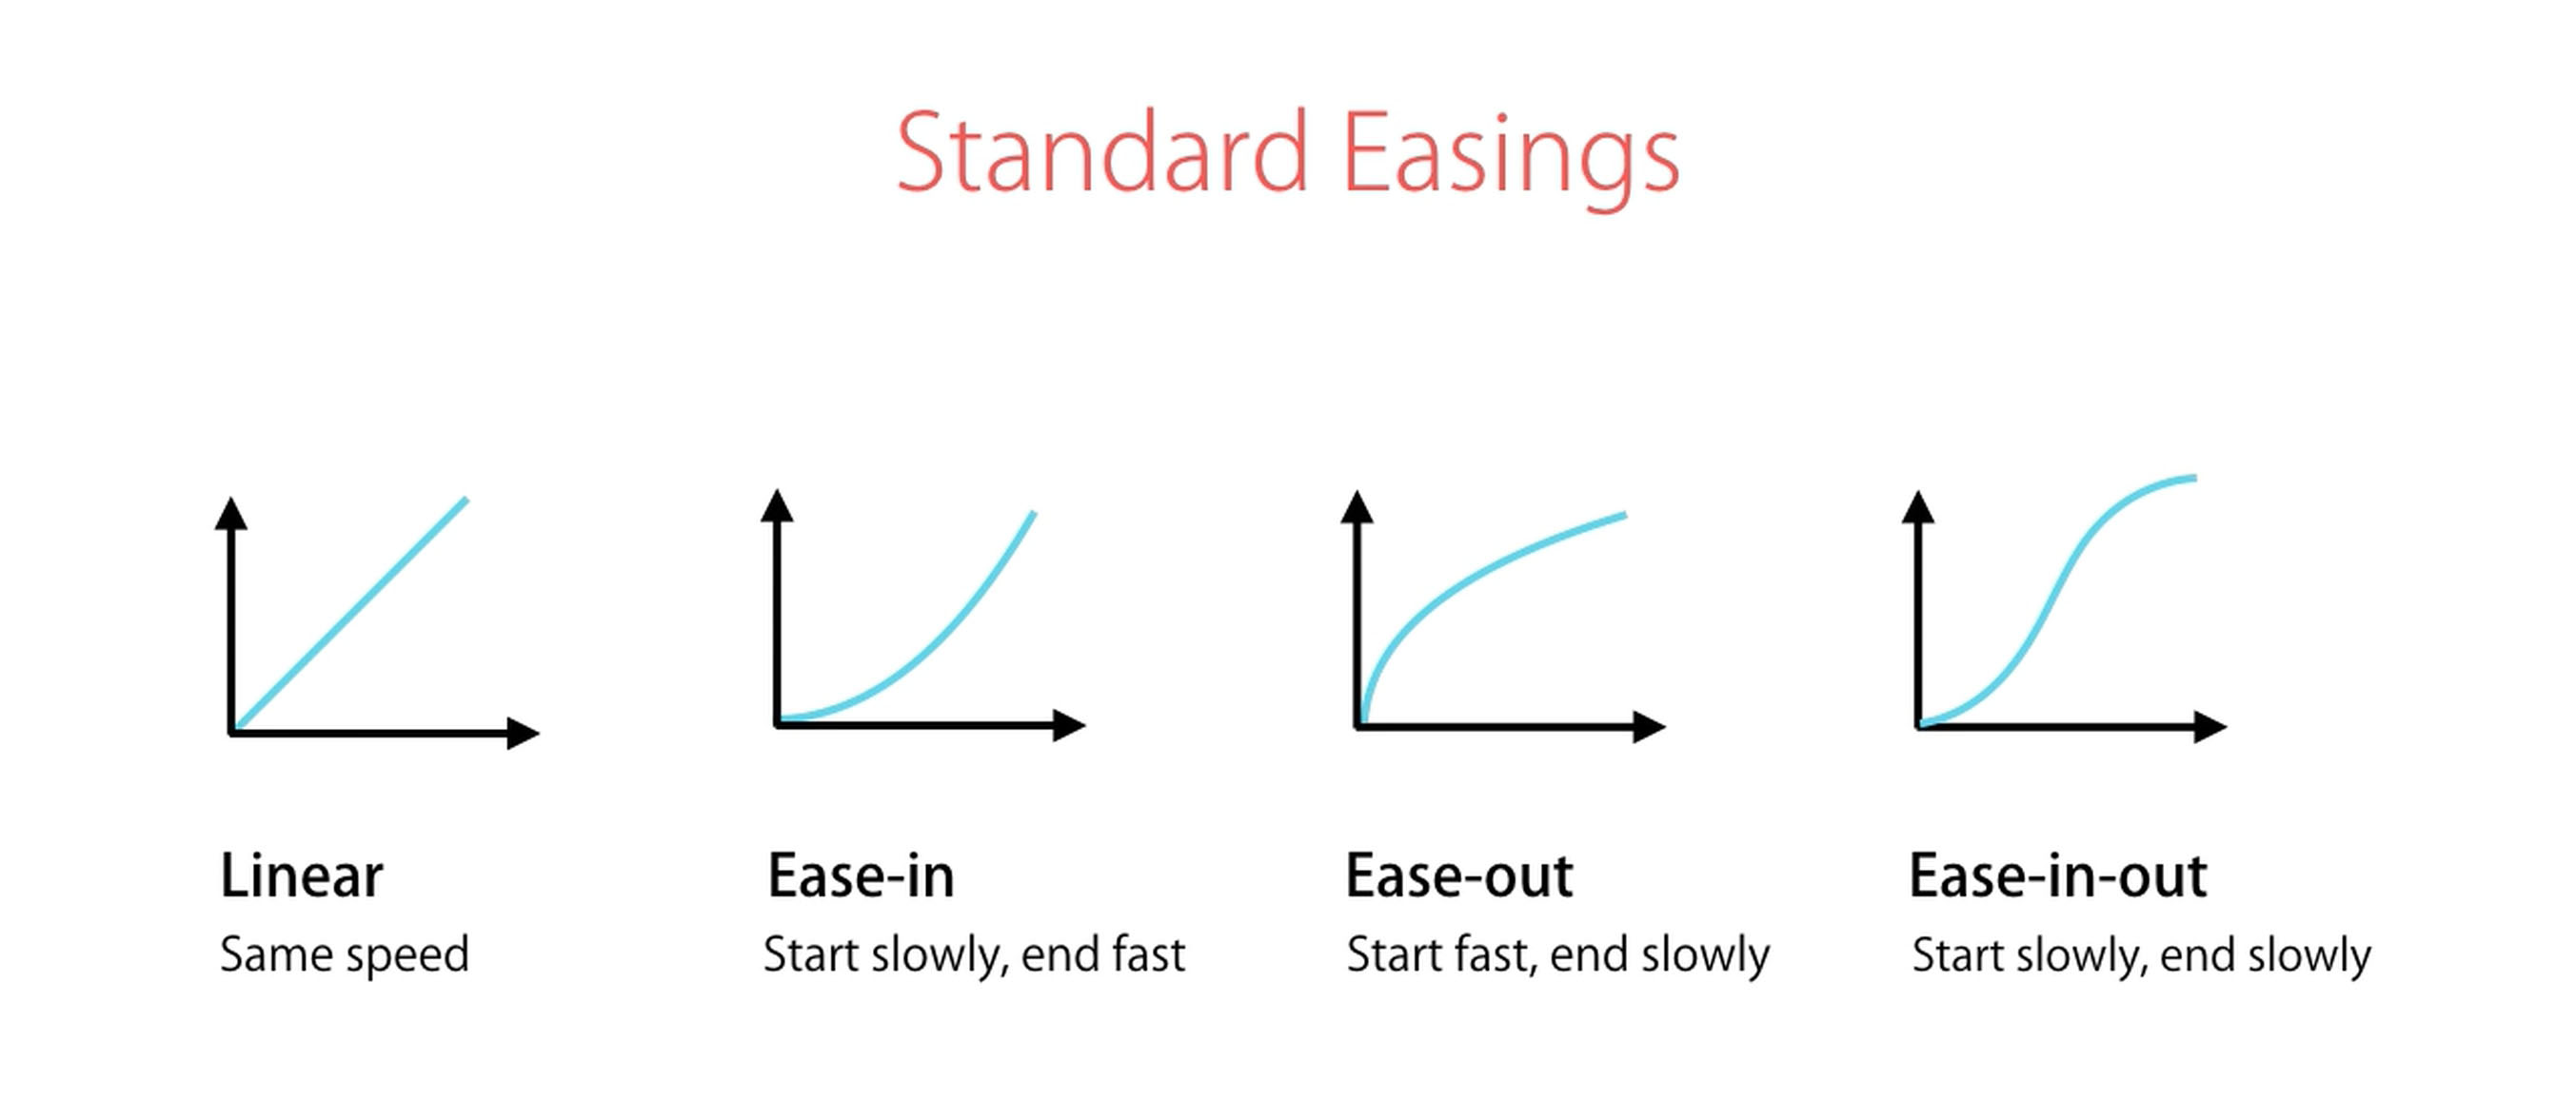 Standard Easings
Linear
Same speed
Ease-in
Start slowly, end fast
Ease-out
Start fast, end slowly
Ease-in-out
Start slowly, end slowly